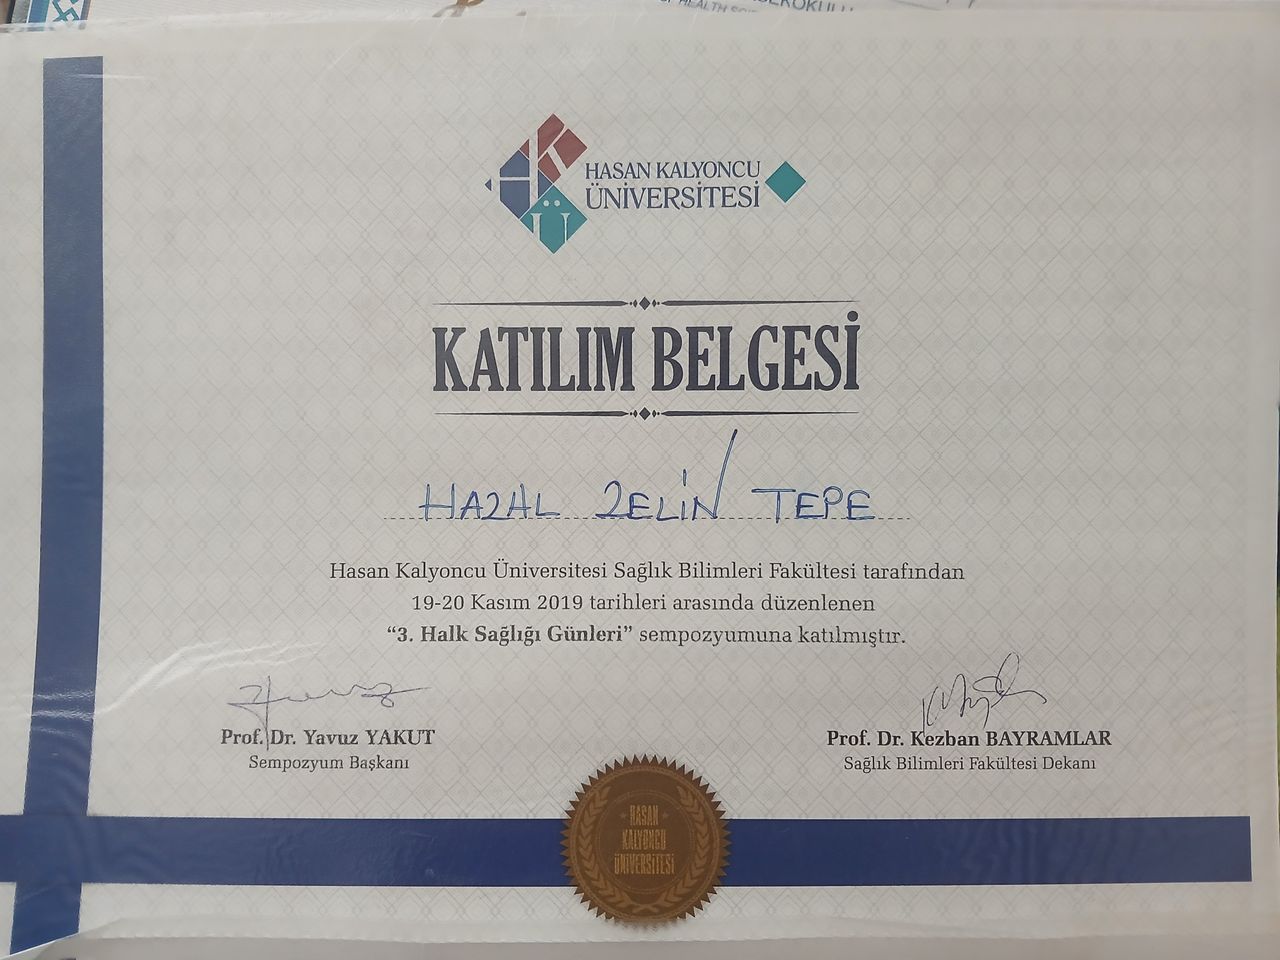 HASAN KALYONCU
ÜNİVERSİTESİ
KATILIM BELGESİ
HAZAL ZELİN TEPE
Hasan Kalyoncu Üniversitesi Sağlık Bilimleri Fakültesi tarafından
19-20 Kasım 2019 tarihleri arasında düzenlenen
“3. Halk Sağlığı Günleri” sempozyumuna katılmıştır.
Prof. Dr. Yavuz YAKUT
Sempozyum Başkanı
Prof. Dr. Kezban BAYRAMLAR
Sağlık Bilimleri Fakültesi Dekanı
HASAN
KALYONCU
ÜNİVERSİTESİ